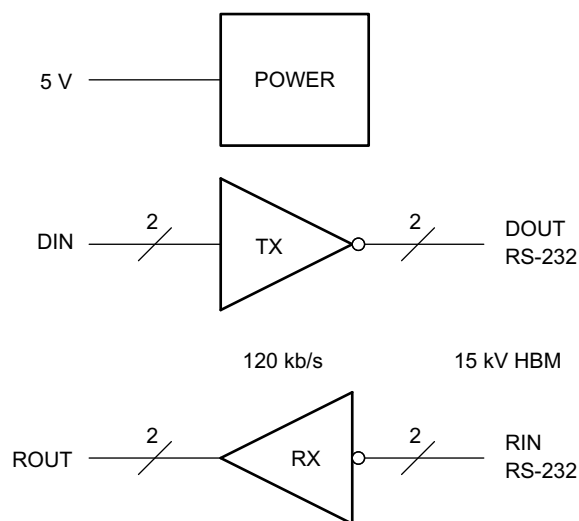 5 V
POWER
DIN
2
TX
2
DOUT
RS-232
120 kb/s
15 kV HBM
ROUT
2
RX
2
RIN
RS-232